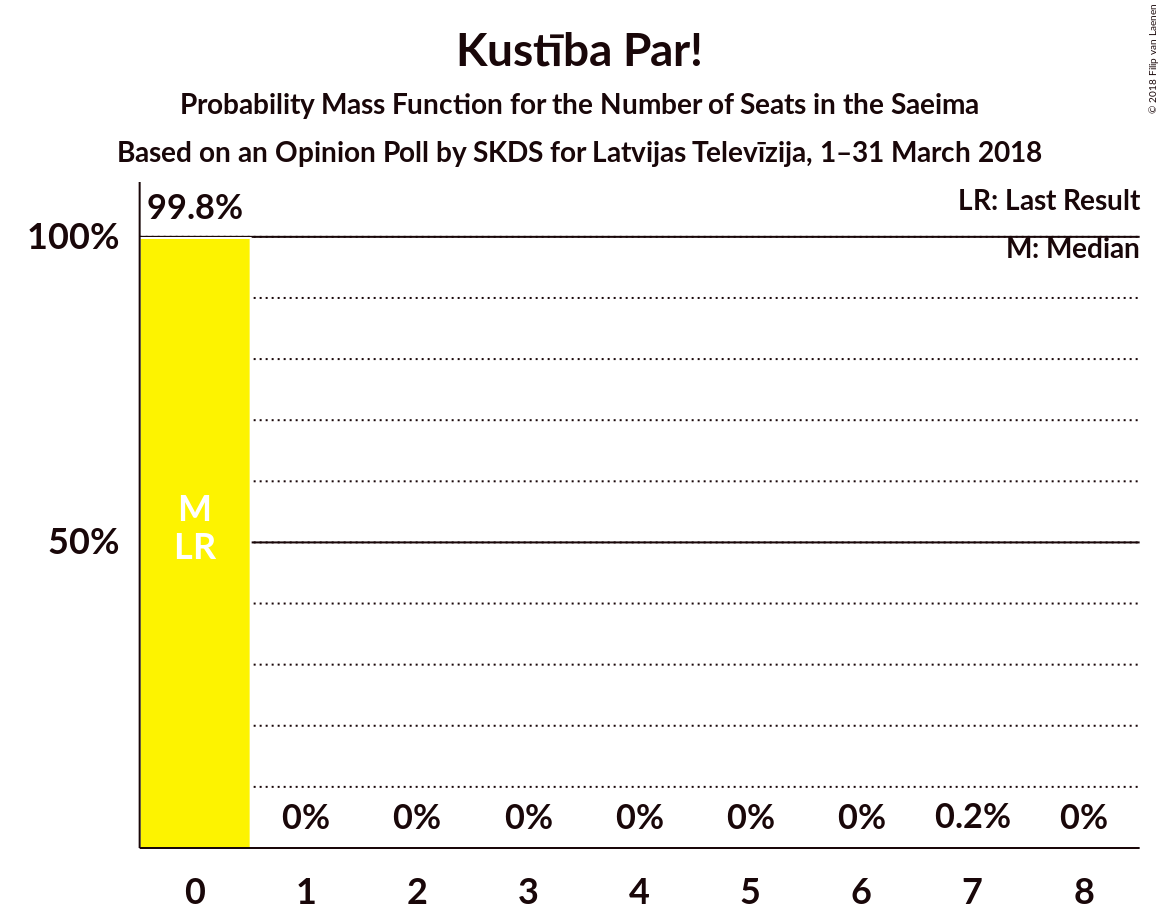 Kustība Par!
Probability Mass Function for the Number of Seats in the Saeima
Based on an Opinion Poll by SKDS for Latvijas Televīzija, 1–31 March 2018
© 2018 Filip van Laenen
LR: Last Result
M: Median
99.8%
100%
50%
M
LR
0% 0% 0% 0% 0% 0% 0.2% 0%
0 1 2 3 4 5 6 7 8